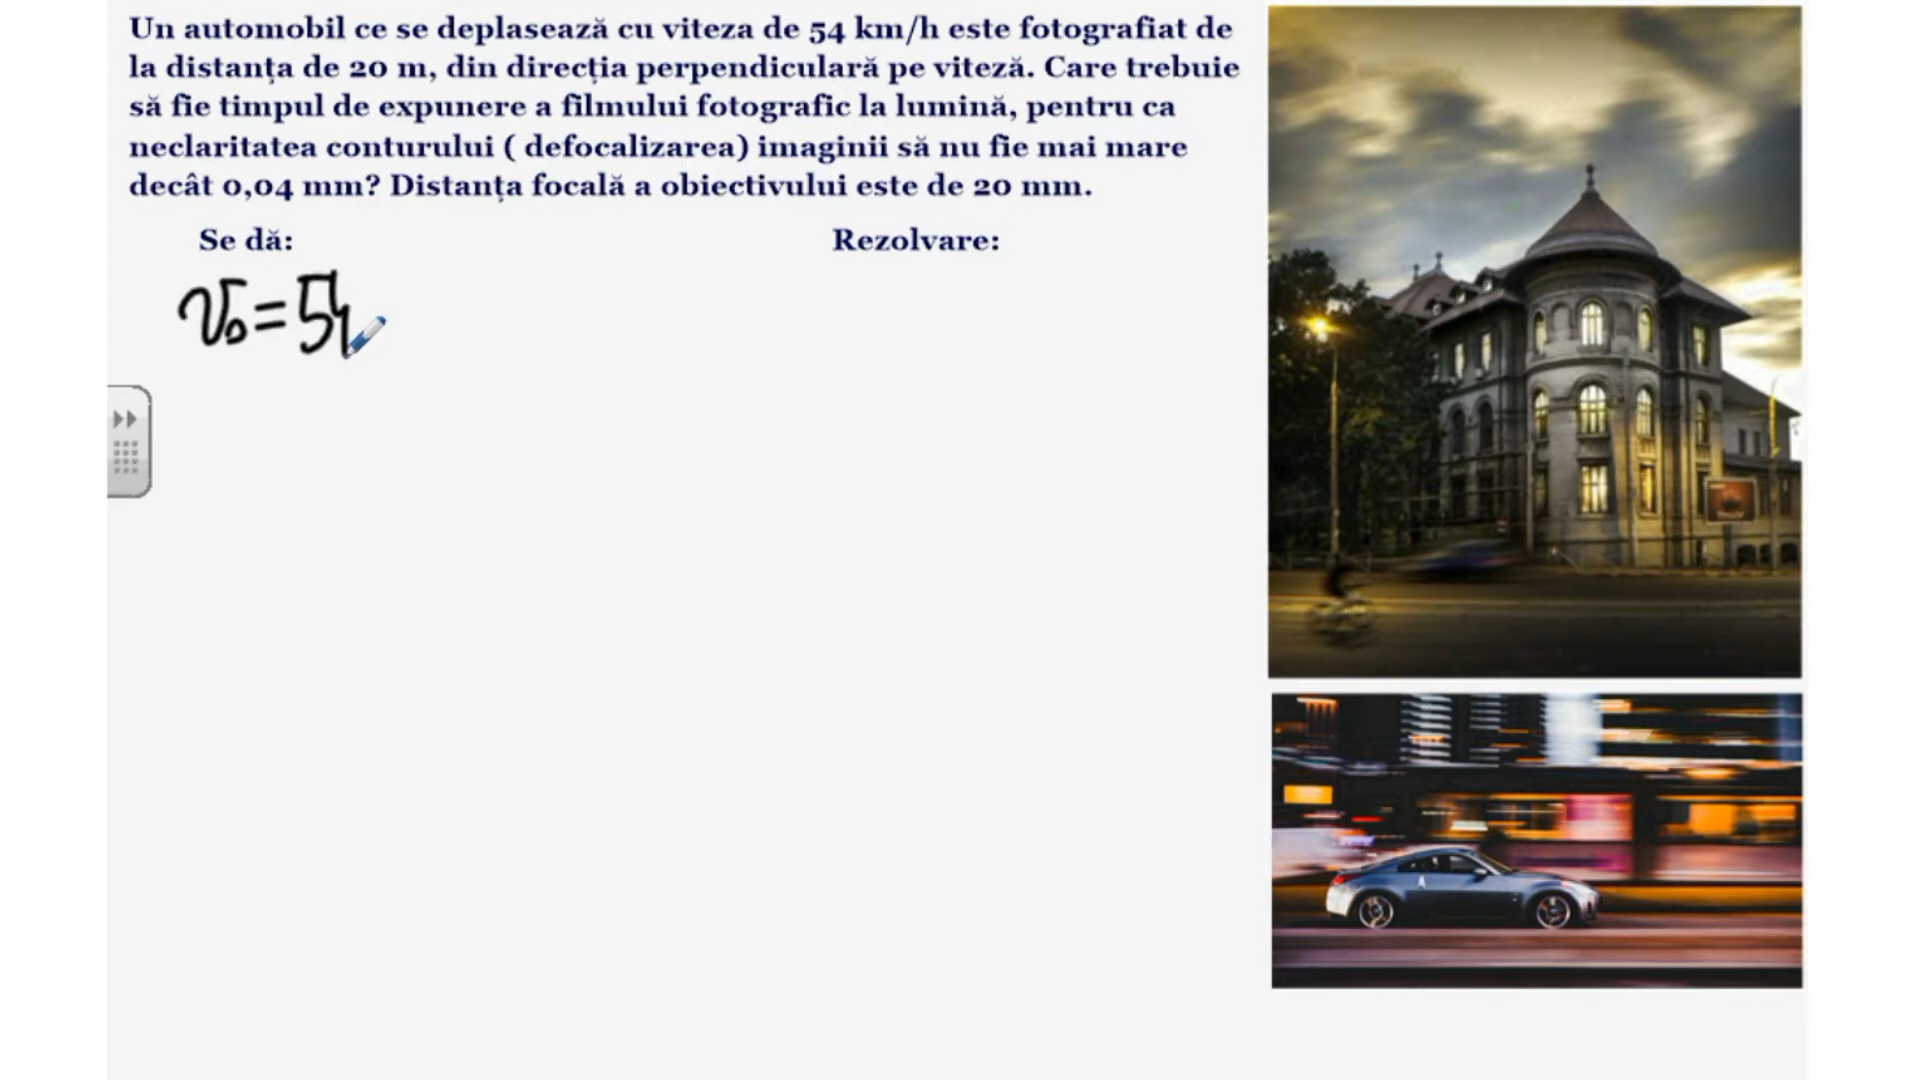 Un automobil ce se deplasează cu viteza de 54 km/h este fotografiat de
la distanța de 20 m, din direcția perpendiculară pe viteză. Care trebuie
să fie timpul de expunere a filmului fotografic la lumină, pentru ca
neclaritatea conturului ( defocalizarea) imaginii să nu fie mai mare
decât 0,04 mm? Distanța focală a obiectivului este de 20 mm.
Se dă:
Rezolvare:
v₀=54